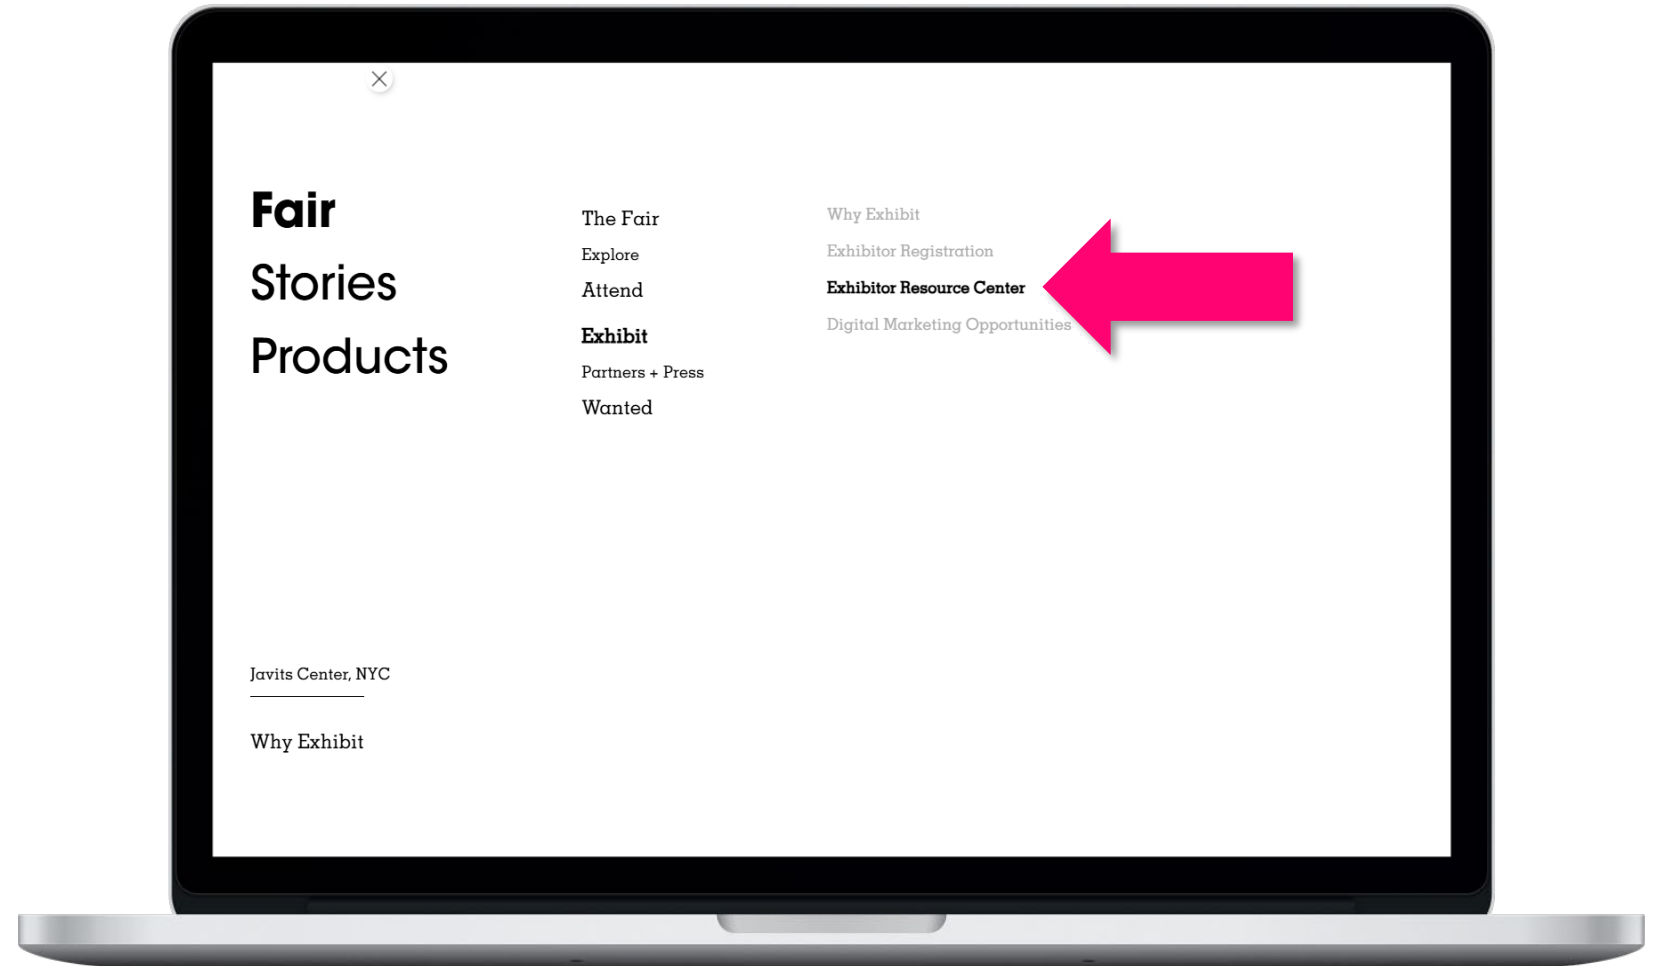 Fair
Stories
Products
The Fair
Explore
Attend
Exhibit
Partners + Press
Wanted
Why Exhibit
Exhibitor Registration
Exhibitor Resource Center
Digital Marketing Opportunities
Javits Center, NYC
Why Exhibit